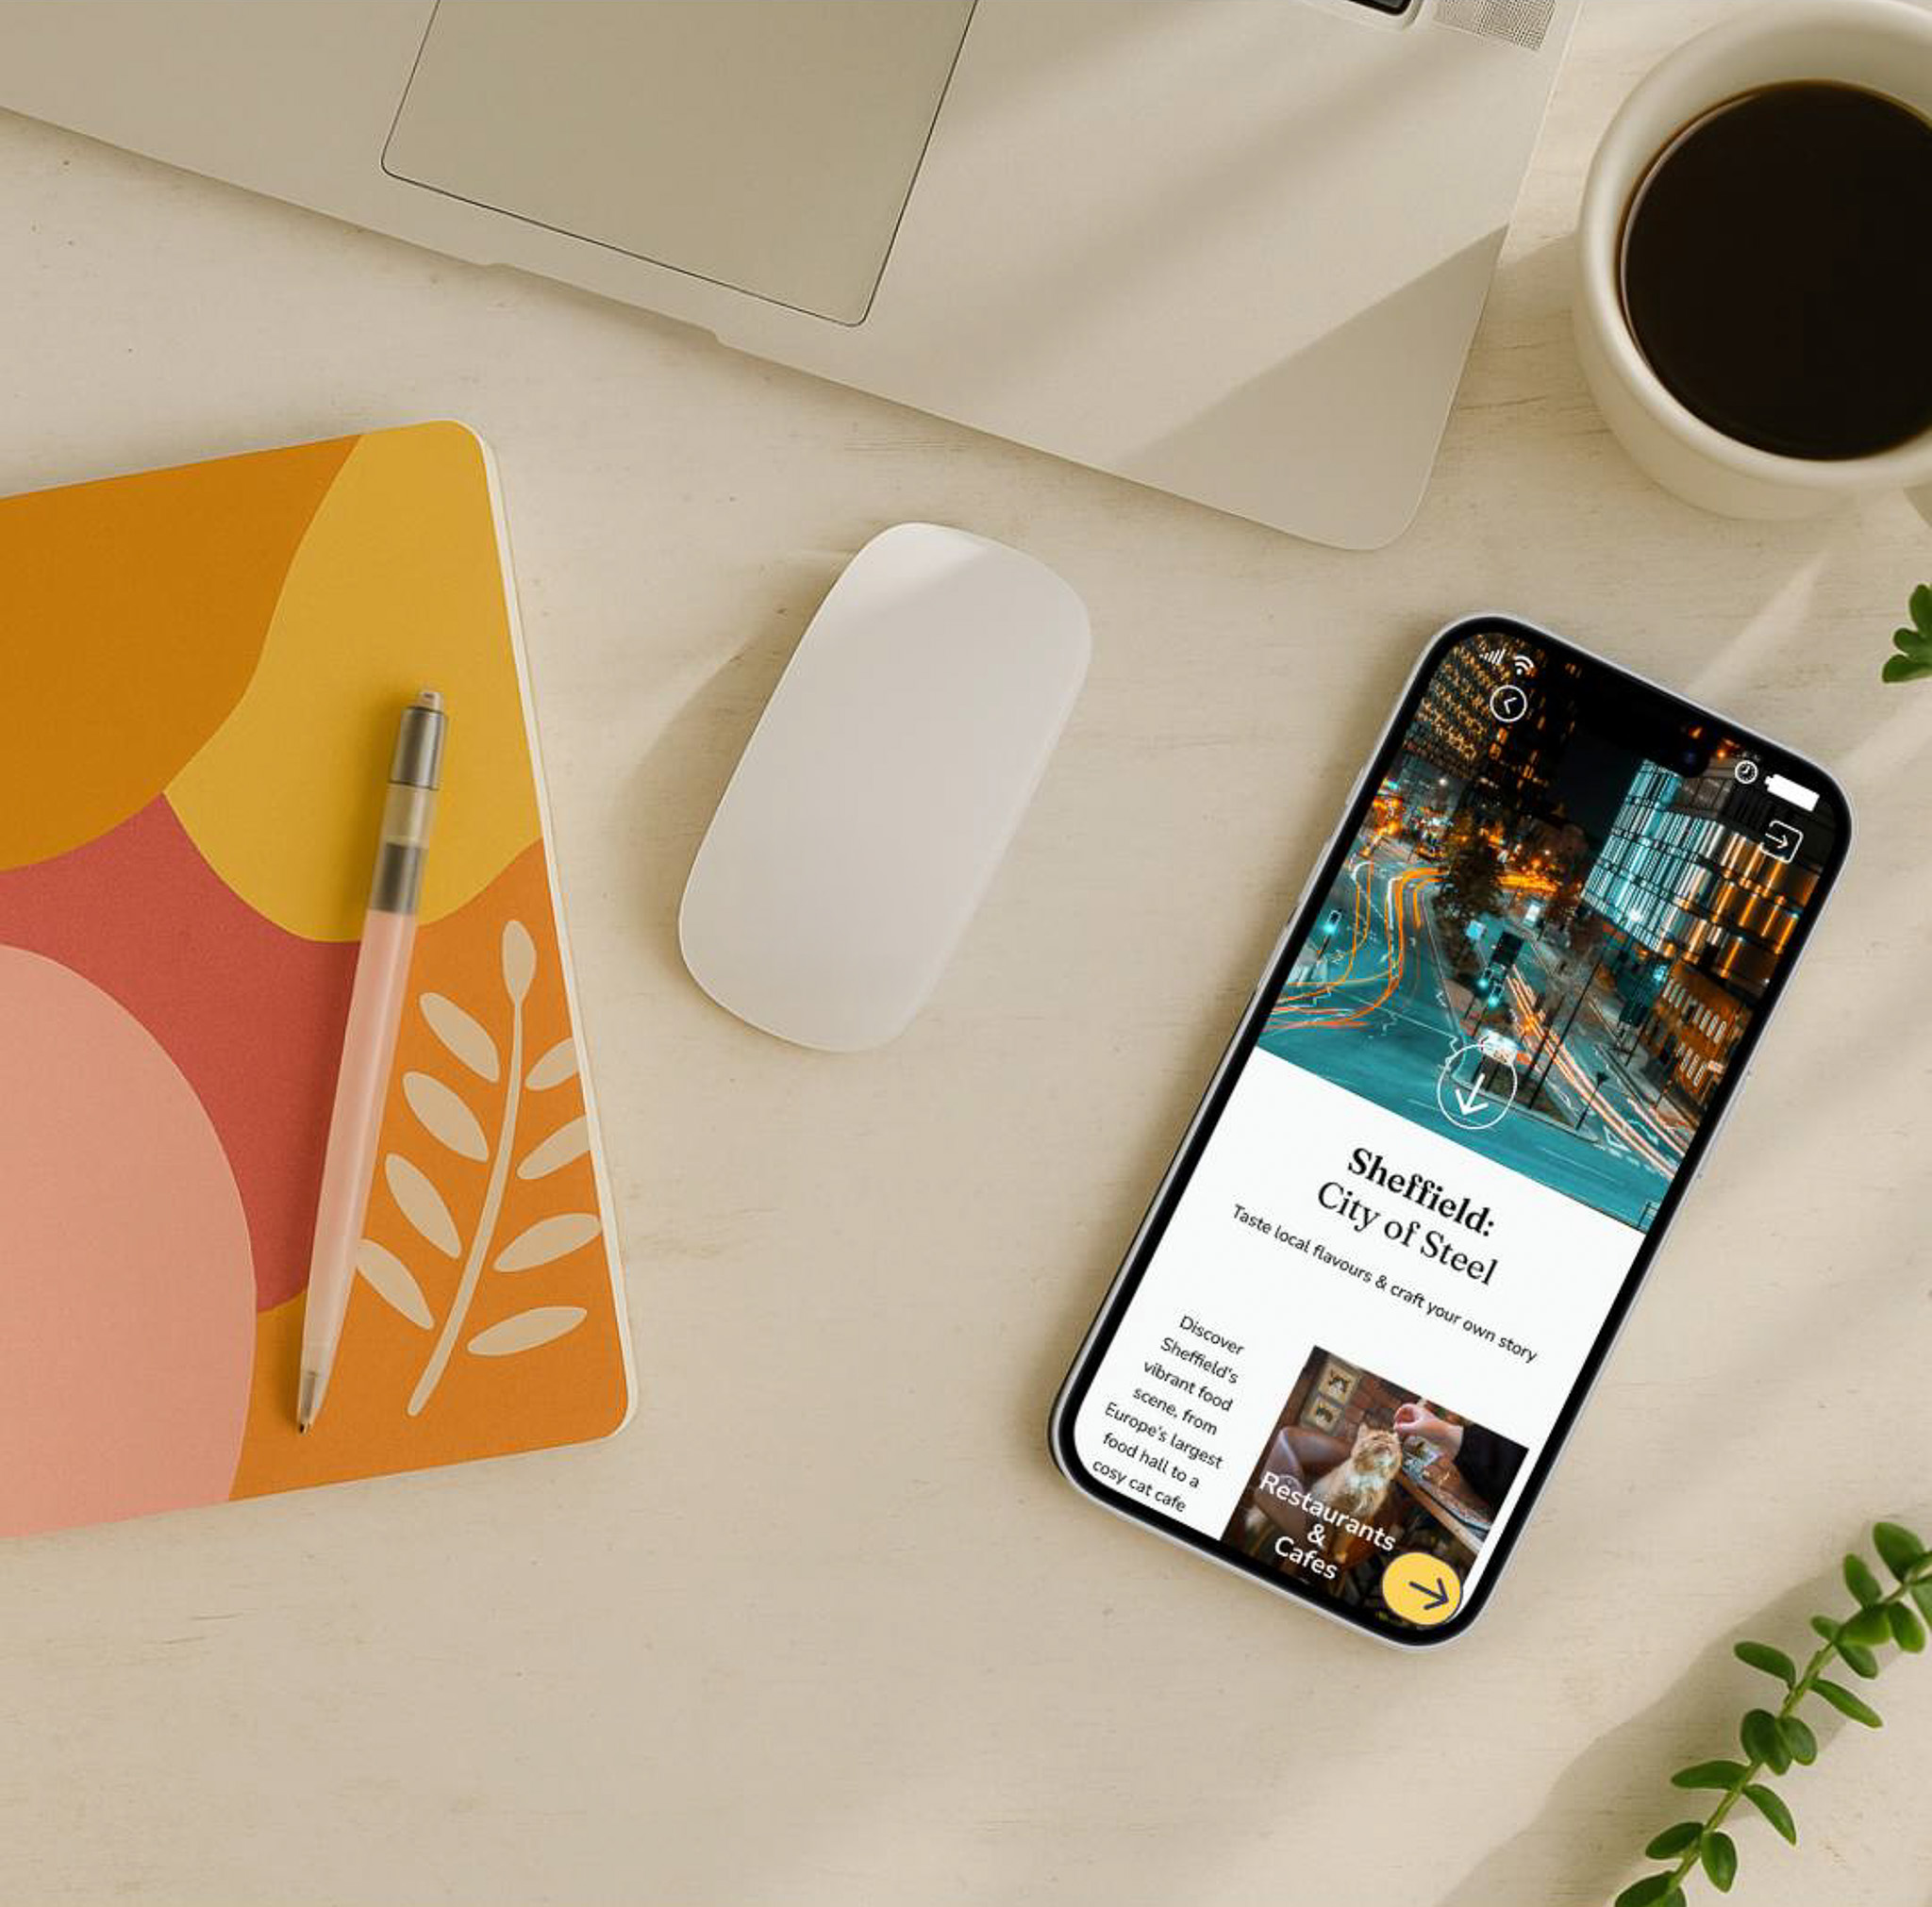 Sheffield:
City of Steel
Taste local flavours & craft your own story
Discover
Sheffield's
vibrant food
scene, from
Europe's largest
food hall to a
cosy cat cafe
Restaurants
&
Cafes